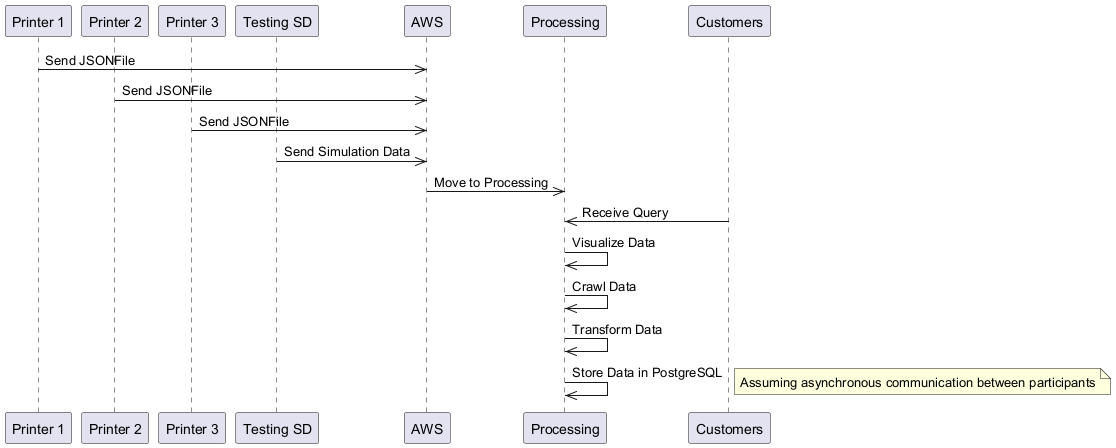 Printer 1 Printer 2 Printer 3 Testing SD AWS Processing Customers
Send JSONFile
Send JSONFile
Send JSONFile
Send Simulation Data
Move to Processing
Receive Query
Visualize Data
Crawl Data
Transform Data
Store Data in PostgreSQL
Assuming asynchronous communication between participants
Printer 1 Printer 2 Printer 3 Testing SD AWS Processing Customers